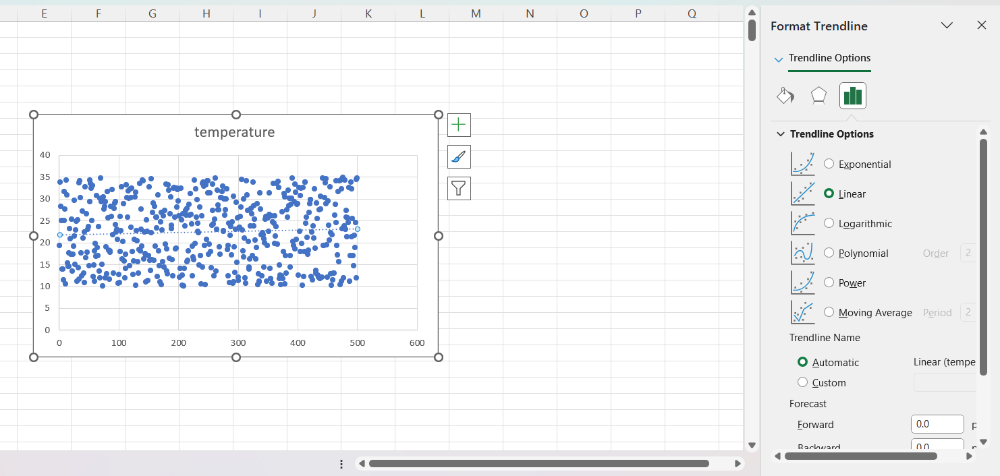 E F G H I J K L M N O P Q
Format Trendline
Trendline Options
temperature
40
35
30
25
20
15
10
5
0
0 100 200 300 400 500 600
Trendline Options
Exponential
Linear
Logarithmic
Polynomial Order 2
Power
Moving Average Period 2
Trendline Name
Automatic Linear (tempe
Custom
Forecast
Forward 0.0 p
Backward 0.0